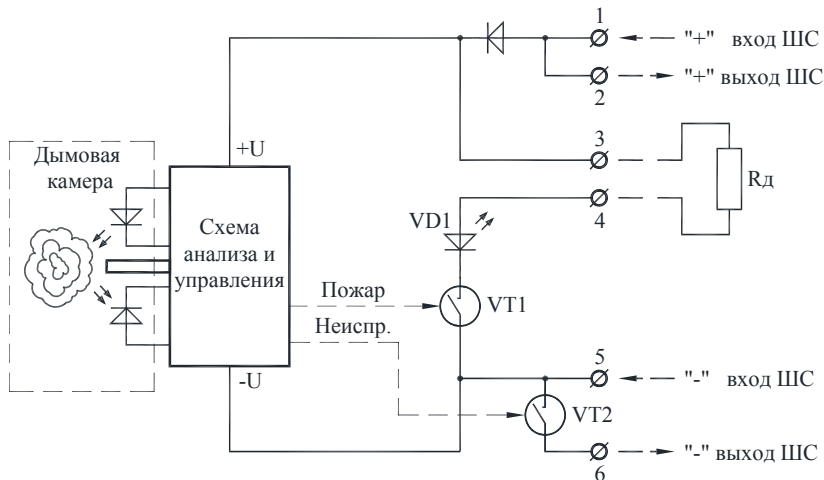 1
"+" вход ШС
"+" выход ШС
2
3
+U
Дымовая
камера
Rд
4
Схема
анализа и
управления
VD1
Пожар
VT1
Неиспр.
5
-U
"-" вход ШС
VT2
"-" выход ШС
6